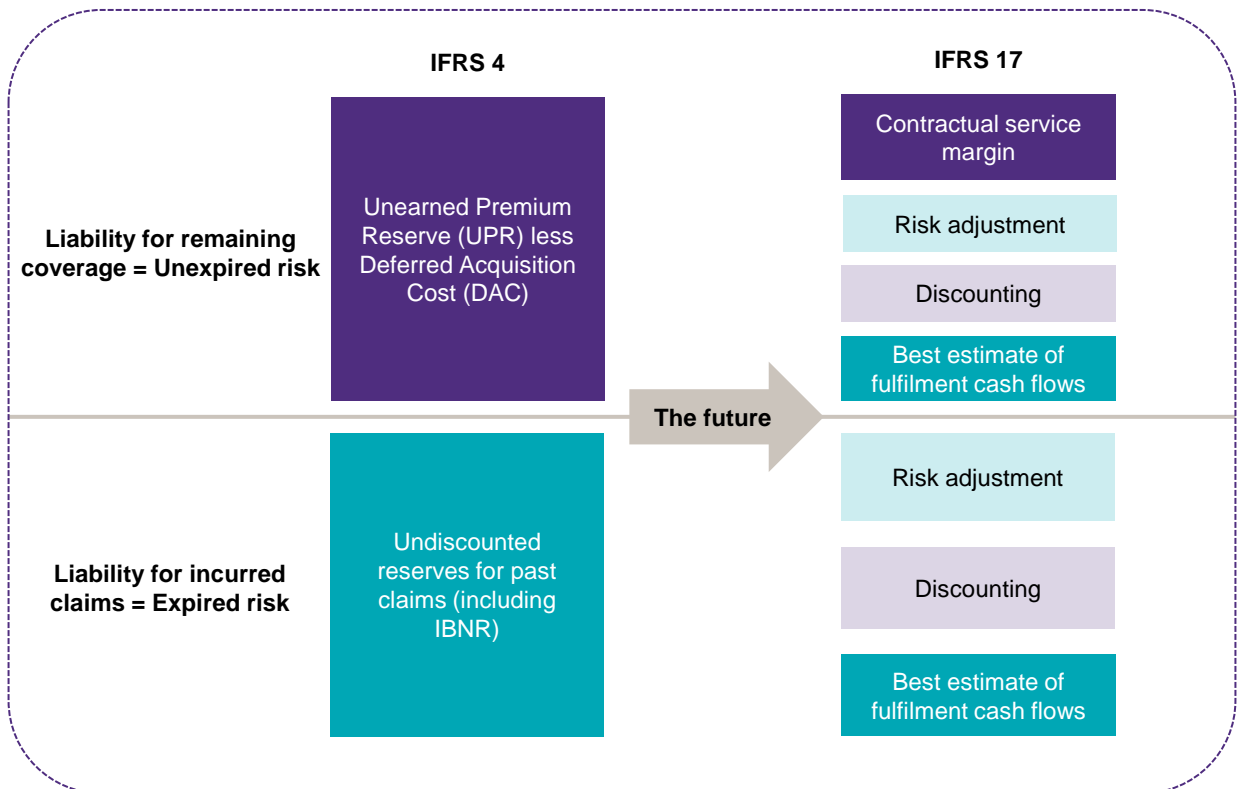 IFRS 4
IFRS 17
Liability for remaining
coverage = Unexpired risk
Unearned Premium
Reserve (UPR) less
Deferred Acquisition
Cost (DAC)
Contractual service
margin
Risk adjustment
Discounting
Best estimate of
fulfilment cash flows
The future
Liability for incurred
claims = Expired risk
Undiscounted
reserves for past
claims (including
IBNR)
Risk adjustment
Discounting
Best estimate of
fulfilment cash flows